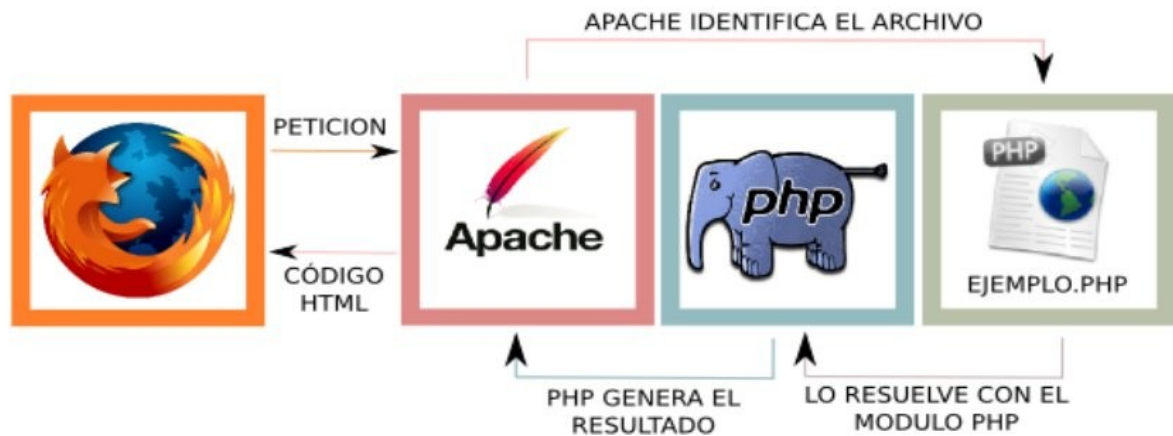 APACHE IDENTIFICA EL ARCHIVO
PETICION
CÓDIGO
HTML
Apache
php
PHP
EJEMPLO.PHP
PHP GENERA EL
RESULTADO
LO RESUELVE CON EL
MODULO PHP